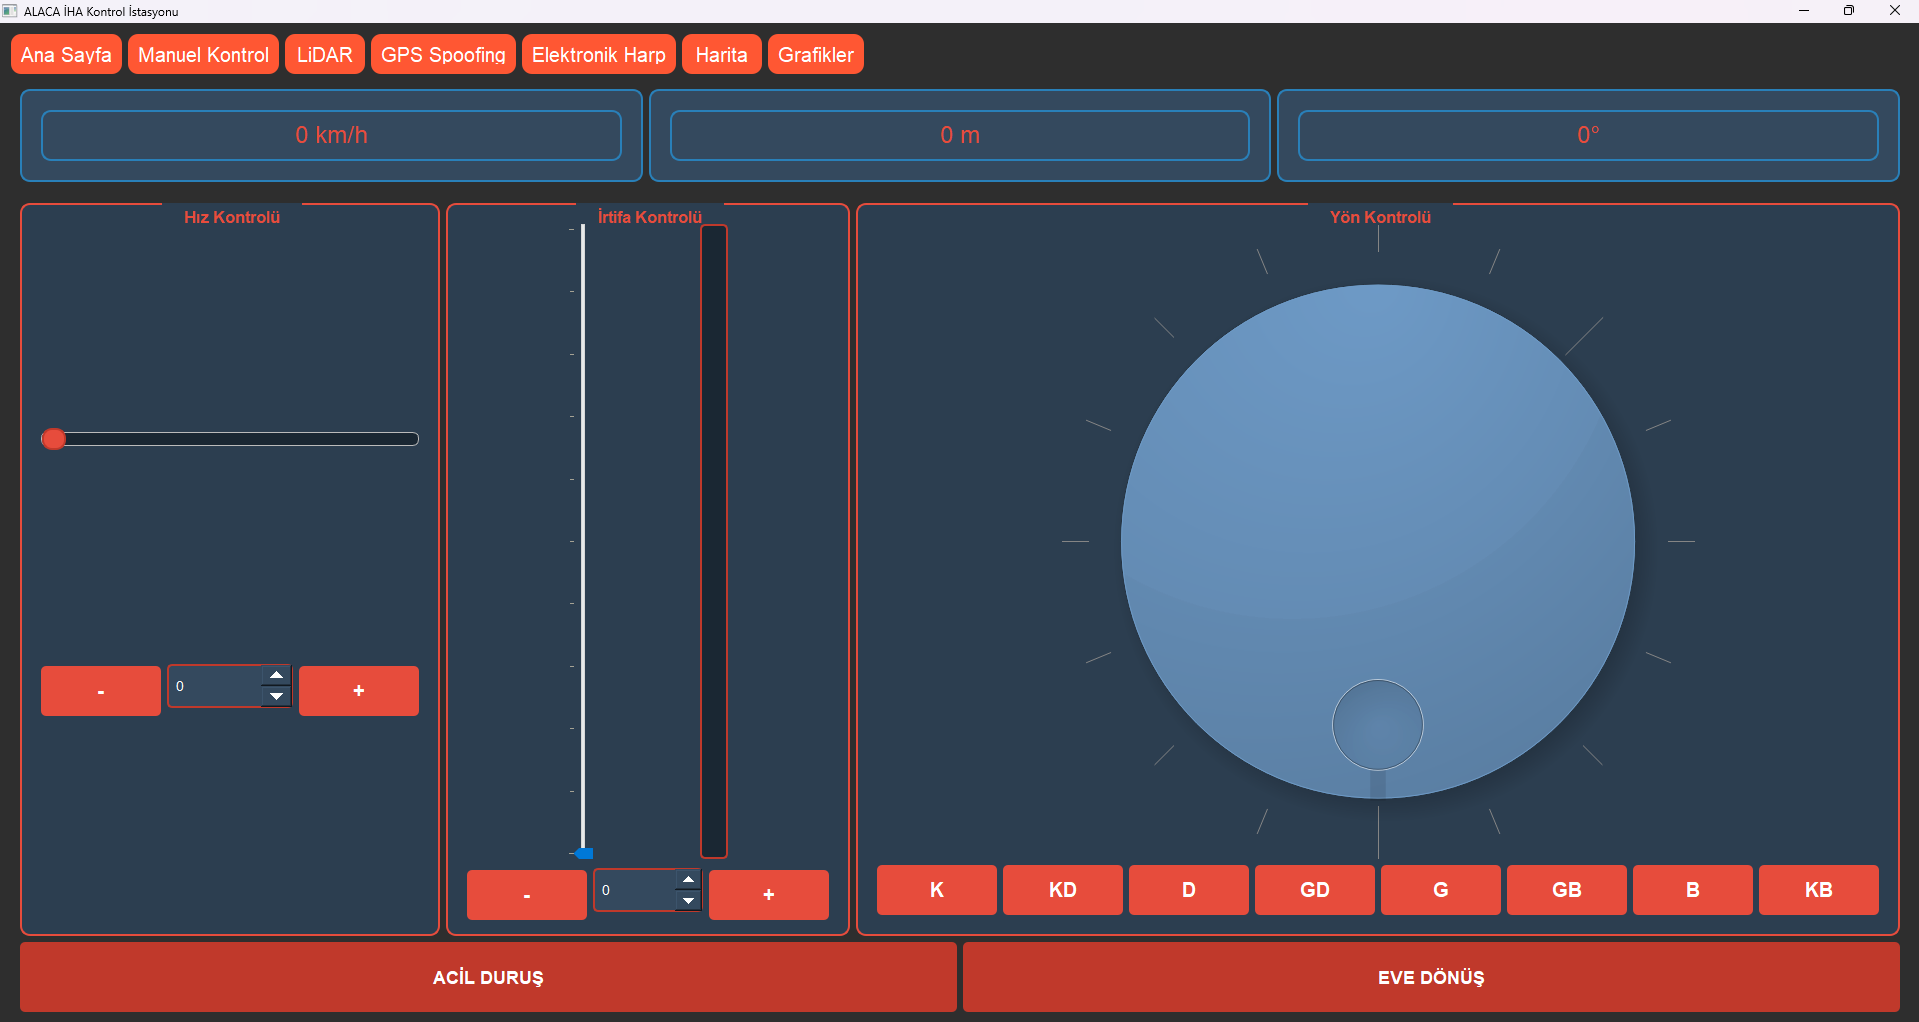 ALACA İHA Kontrol İstasyonu
Ana Sayfa Manuel Kontrol LiDAR GPS Spoofing Elektronik Harp Harita Grafikler
0 km/h 0 m 0°
Hız Kontrolü İrtifa Kontrolü Yön Kontrolü
- 0 +
- 0 + K KD D GD G GB B KB
ACİL DURUŞ EVE DÖNÜŞ